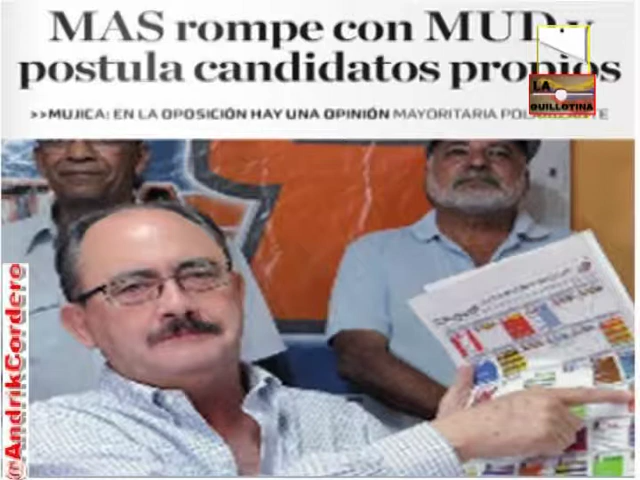 MAS rompe con MUD y
postula candidatos propios
>>MUJICA: EN LA OPOSICIÓN HAY UNA OPINIÓN MAYORITARIA
LA
GUILLOTINA
@AndrikCordero